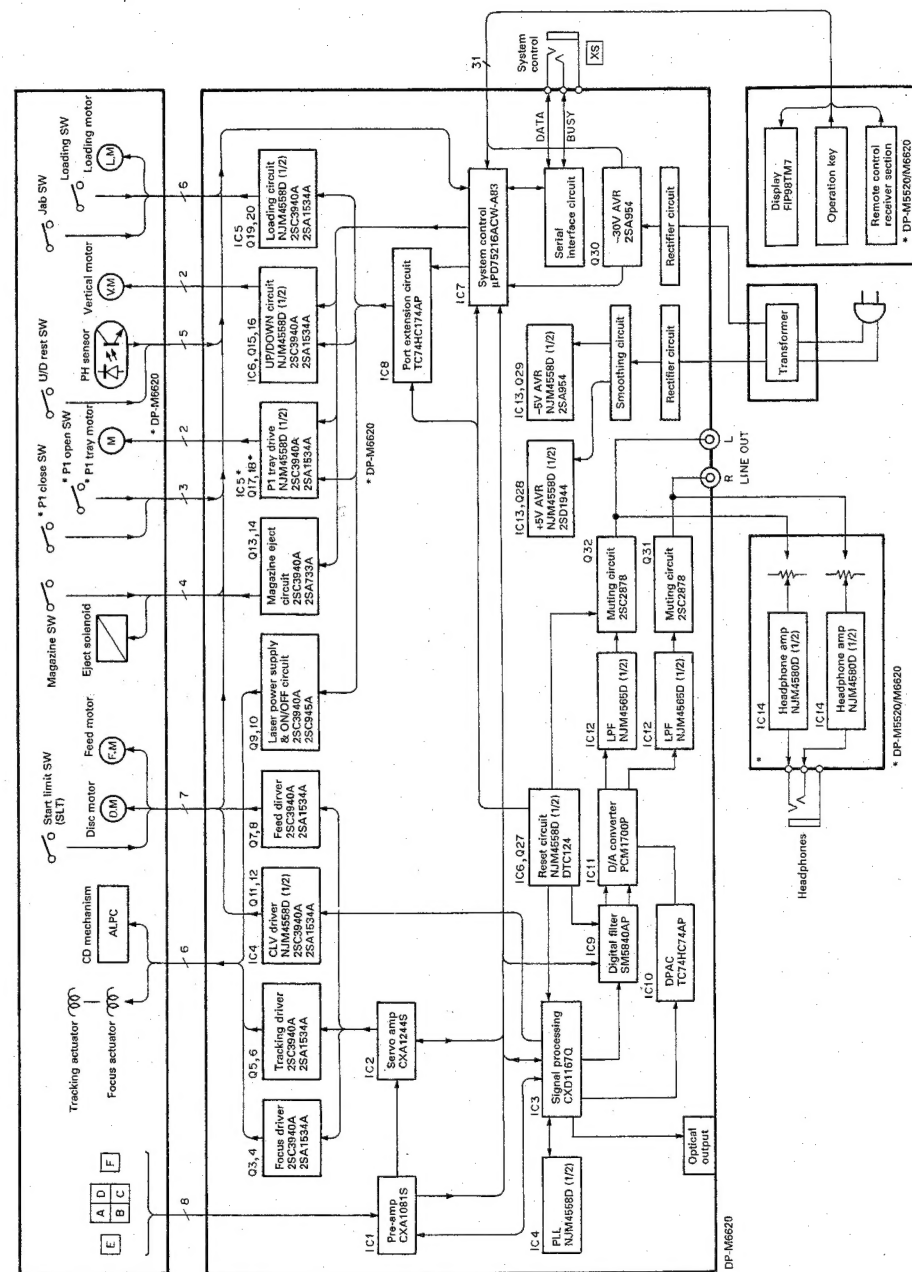 Tracking actuator
Focus actuator
CD mechanism
ALPC
Start limit SW
(SLT)
Disc motor
D.M
Feed motor
F.M
Magazine SW
Eject solenoid
* P1 close SW
* P1 open SW
* P1 tray motor
M
U/D rest SW
PH sensor
* DP-M6620
Vertical motor
V.M
Jab SW
Loading SW
Loading motor
L.M
E
A
D
B
C
F
8
6
7
4
3
2
5
2
6
Q3,4
Focus driver
2SC3940A
2SA1534A
Q5,6
Tracking driver
2SC3940A
2SA1534A
Q11,12
IC4
CLV driver
NJM4558D (1/2)
2SC3940A
2SA1534A
Q7,8
Feed dirver
2SC3940A
2SA1534A
Q9,10
Laser power supply
& ON/OFF circuit
2SC3940A
2SC945A
Q13,14
Magazine eject
circuit
2SC3940A
2SA733A
IC5*
Q17,18*
P1 tray drive
NJM4558D (1/2)
2SC3940A
2SA1534A
* DP-M6620
IC6,Q15,16
UP/DOWN circuit
NJM4558D (1/2)
2SC3940A
2SA1534A
IC5
Q19,20
Loading circuit
NJM4558D (1/2)
2SC3940A
2SA1534A
IC1
Pre-amp
CXA1081S
IC2
Servo amp
CXA1244S
IC8
Port extension circuit
TC74HC174AP
IC7
System control
µPD75216ACW-A83
31
System
control
XS
DATA
BUSY
Serial
interface circuit
IC4
PLL
NJM4558D (1/2)
IC3
Signal processing
CXD1167Q
IC6,Q27
Reset circuit
NJM4558D (1/2)
DTC124
IC9
Digital filter
SM5840AP
IC11
D/A converter
PCM1700P
IC10
DPAC
TC74HC74AP
IC12
LPF
NJM4565D (1/2)
IC12
LPF
NJM4565D (1/2)
Q32
Muting circuit
2SC2878
Q31
Muting circuit
2SC2878
IC13,Q28
+5V AVR
NJM4558D (1/2)
2SD1944
IC13,Q29
-5V AVR
NJM4558D (1/2)
2SA954
Smoothing circuit
Rectifier circuit
Q30
-30V AVR
2SA954
Rectifier circuit
Optical
output
DP-M6620
R
L
LINE OUT
Transformer
Display
FIP98TM7
Operation key
Remote control
receiver section
* DP-M5520/M6620
Headphones
*
IC14
Headphone amp
NJM4580D (1/2)
IC14
Headphone amp
NJM4580D (1/2)
* DP-M5520/M6620